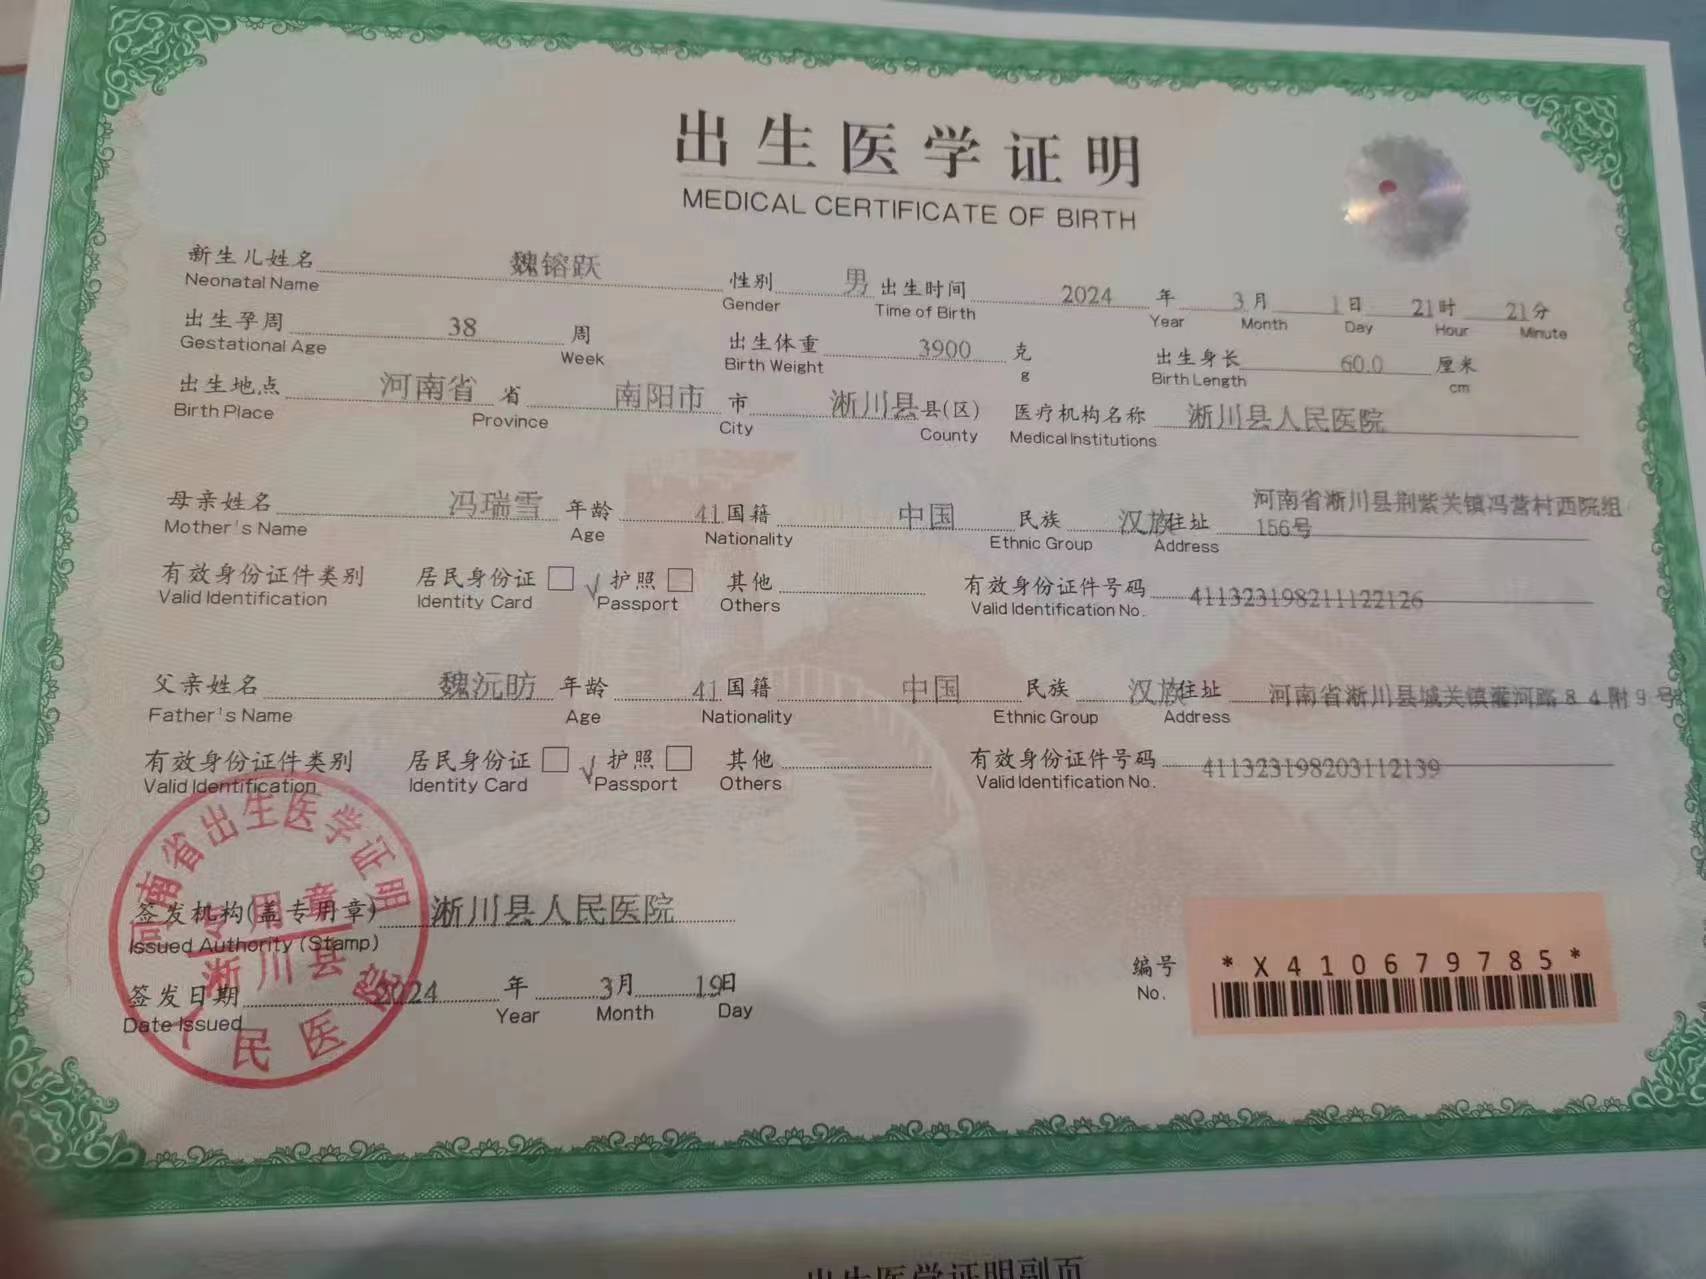 出生医学证明
MEDICAL CERTIFICATE OF BIRTH
新生儿姓名 魏镕跃 性别 男 出生时间 2024 年 3月 1日 21时 21分
Neonatal Name Gender Time of Birth Year Month Day Hour Minute
出生孕周 38 周 出生体重 3900 克 出生身长 60.0 厘米
Gestational Age Week Birth Weight g Birth Length cm
出生地点 河南省 省 南阳市 市 淅川县 县(区) 医疗机构名称 淅川县人民医院
Birth Place Province City County Medical Institutions
母亲姓名 冯瑞雪 年龄 41 国籍 中国 民族 汉族 住址 河南省淅川县荆紫关镇冯营村西院组
156号
Mother's Name Age Nationality Ethnic Group Address
有效身份证件类别 居民身份证 □ √ 护照 □ 其他 有效身份证件号码 411323198211122126
Valid Identification Identity Card Passport Others Valid Identification No.
父亲姓名 魏沅昉 年龄 41 国籍 中国 民族 汉族 住址 河南省淅川县城关镇灌河路84附9号
Father's Name Age Nationality Ethnic Group Address
有效身份证件类别 居民身份证 □ √ 护照 □ 其他 有效身份证件号码 411323198203112139
Valid Identification Identity Card Passport Others Valid Identification No.
签发机构(盖专用章) 淅川县人民医院
Issued Authority (Stamp)
签发日期 2024 年 3月 19日
Date Issued Year Month Day
河南省出生医学证明
专用章
淅川县
人民医院
编号 *X410679785*
No.
出生医学证明副页